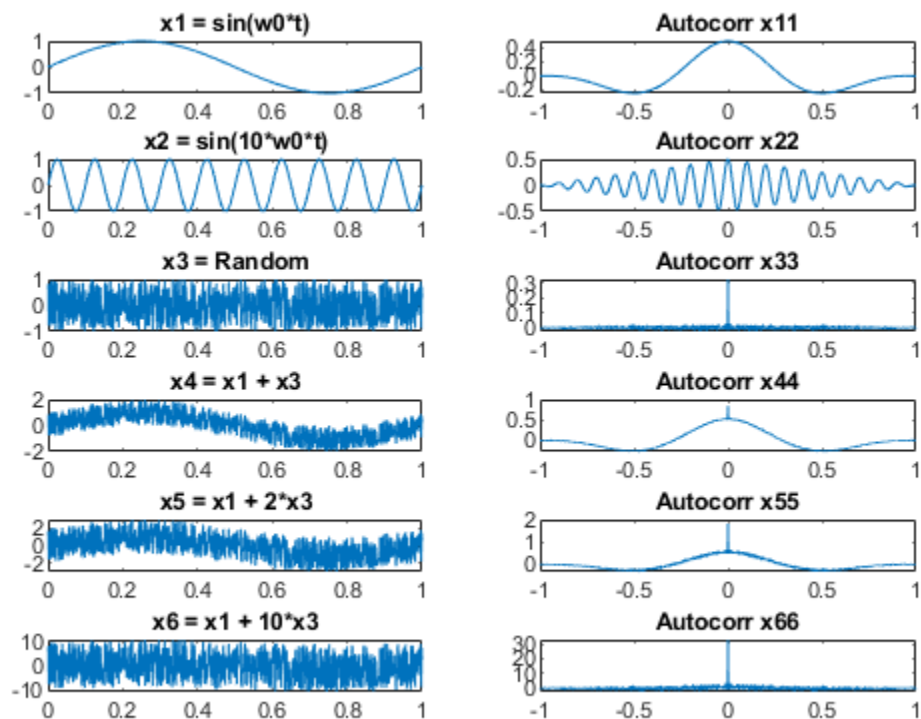 x1 = sin(w0*t)
1
0
-1
0 0.2 0.4 0.6 0.8 1
Autocorr x11
0.4
0.2
0
-0.2
-1 -0.5 0 0.5 1
x2 = sin(10*w0*t)
1
0
-1
0 0.2 0.4 0.6 0.8 1
Autocorr x22
0.5
0
-0.5
-1 -0.5 0 0.5 1
x3 = Random
1
0
-1
0 0.2 0.4 0.6 0.8 1
Autocorr x33
0.3
0.2
0.1
0
-1 -0.5 0 0.5 1
x4 = x1 + x3
2
0
-2
0 0.2 0.4 0.6 0.8 1
Autocorr x44
1
0.5
0
-1 -0.5 0 0.5 1
x5 = x1 + 2*x3
2
0
-2
0 0.2 0.4 0.6 0.8 1
Autocorr x55
2
1
0
-1 -0.5 0 0.5 1
x6 = x1 + 10*x3
10
0
-10
0 0.2 0.4 0.6 0.8 1
Autocorr x66
30
20
10
0
-1 -0.5 0 0.5 1